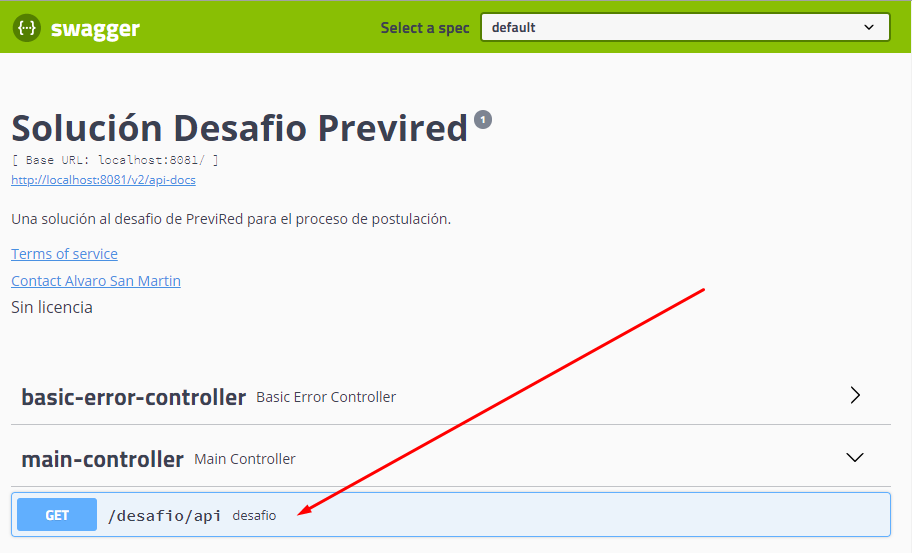 {···} swagger
Select a spec default
Solución Desafio Previred 1
[ Base URL: localhost:8081/ ]
http://localhost:8081/v2/api-docs
Una solución al desafio de PreviRed para el proceso de postulación.
Terms of service
Contact Alvaro San Martin
Sin licencia
basic-error-controller Basic Error Controller
main-controller Main Controller
GET /desafio/api desafio